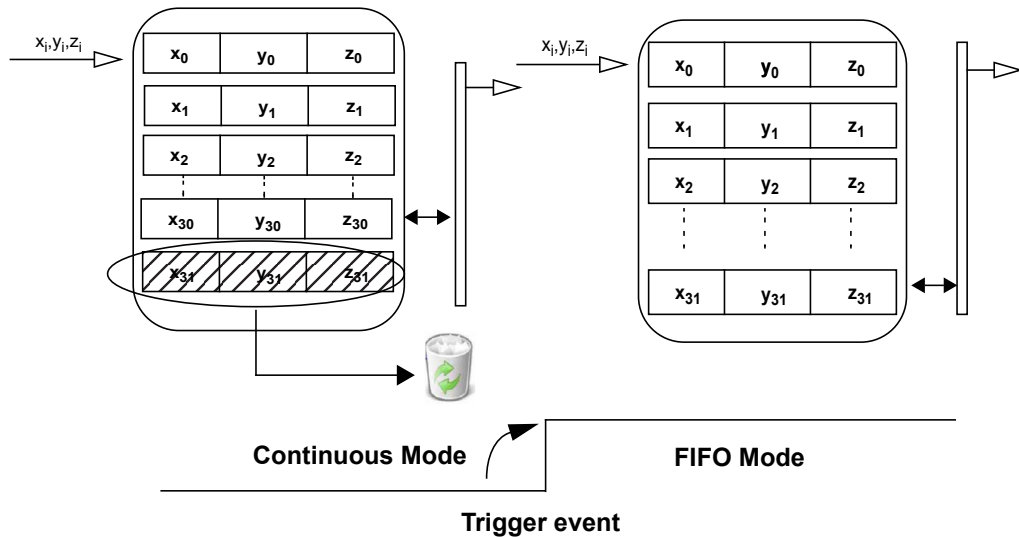 xi,yi,zi
x0 y0 z0
x1 y1 z1
x2 y2 z2
x30 y30 z30
x31 y31 z31
xi,yi,zi
x0 y0 z0
x1 y1 z1
x2 y2 z2
x31 y31 z31
Continuous Mode
FIFO Mode
Trigger event